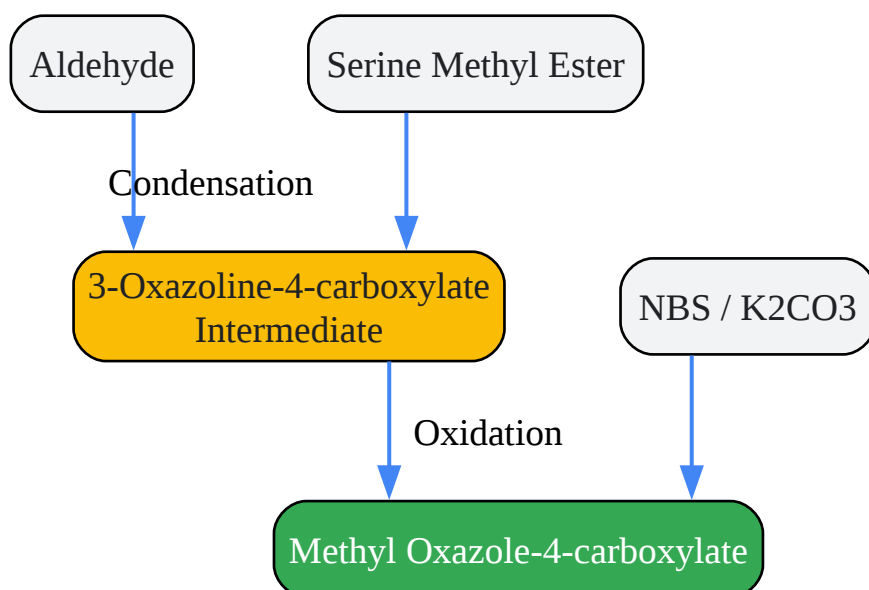 Aldehyde
Serine Methyl Ester
Condensation
3-Oxazoline-4-carboxylate
Intermediate
NBS / K2CO3
Oxidation
Methyl Oxazole-4-carboxylate